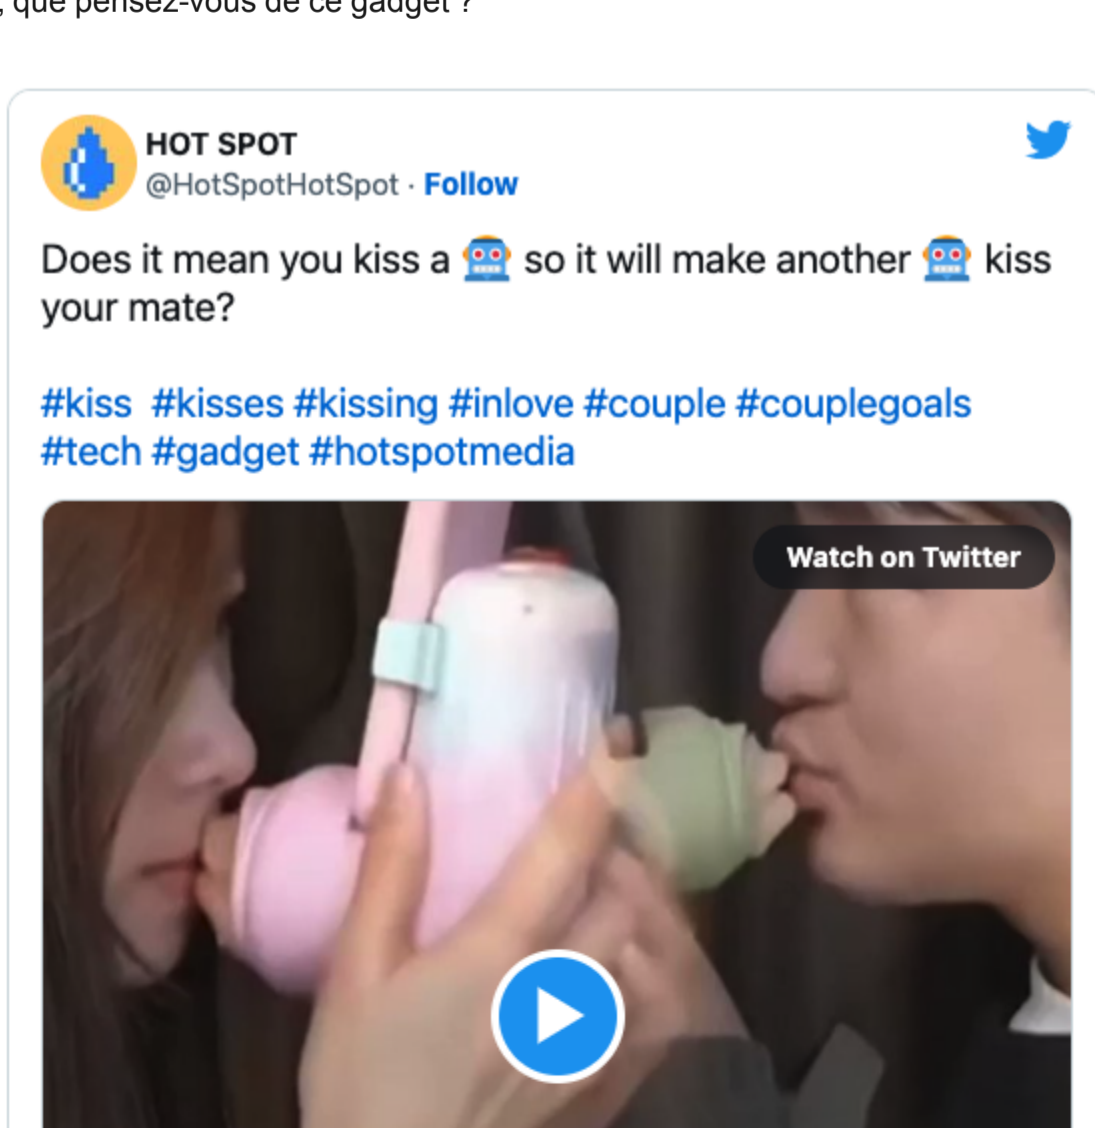 , que pensez-vous de ce gadget ?
HOT SPOT
@HotSpotHotSpot · Follow
Does it mean you kiss a 🤖 so it will make another 🤖 kiss
your mate?
#kiss #kisses #kissing #inlove #couple #couplegoals
#tech #gadget #hotspotmedia
Watch on Twitter